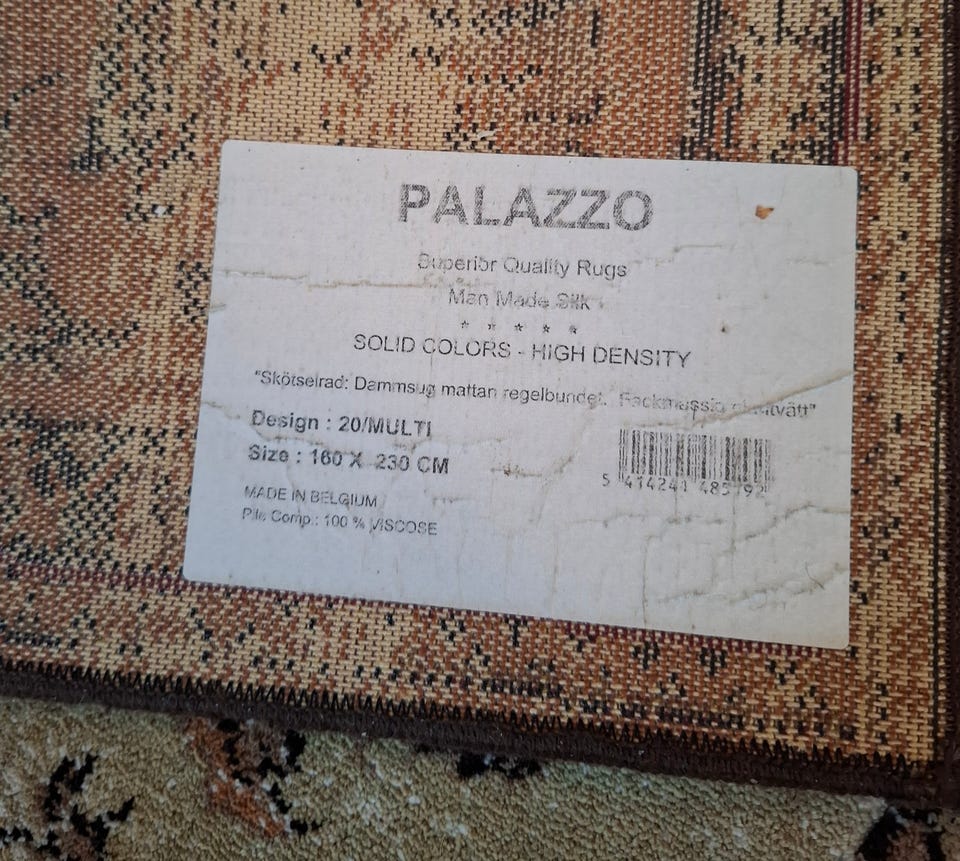 PALAZZO
Superior Quality Rugs
Man Made Silk
★ ★ ★ ★ ★
SOLID COLORS - HIGH DENSITY
"Skötselråd: Dammsug mattan regelbundet.
Design : 20/MULTI
Size : 160 X 230 CM
MADE IN BELGIUM
Pile Comp.: 100 % VISCOSE